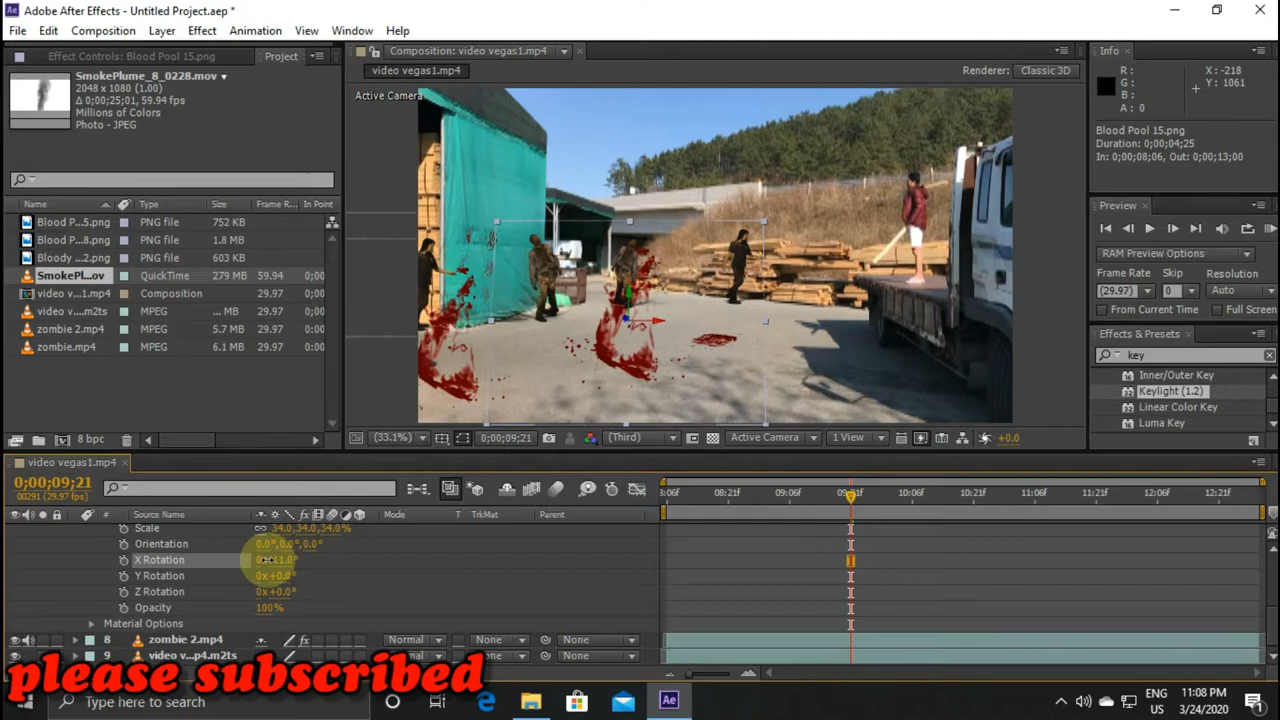 Adobe After Effects - Untitled Project.aep *
File Edit Composition Layer Effect Animation View Window Help
Effect Controls: Blood Pool 15.png
Project
SmokePlume_8_0228.mov
2048 x 1080 (1.00)
Δ 0;00;25;01, 59.94 fps
Millions of Colors
Photo - JPEG
Name Type Size Frame R... In Point
Blood P...5.png PNG file 752 KB
Blood P...8.png PNG file 1.8 MB
Bloody ...2.png PNG file 603 KB
SmokePl...ov QuickTime 279 MB 59.94 0;00
video v...1.mp4 Composition 29.97 0;00
video v...m2ts MPEG ... MB 29.97 0;00
zombie 2.mp4 MPEG 5.7 MB 29.97 0;00
zombie.mp4 MPEG 6.1 MB 29.97 0;00
8 bpc
Composition: video vegas1.mp4
video vegas1.mp4
Renderer: Classic 3D
Active Camera
(33.1%) 0;00;09;21 (Third) Active Camera 1 View +0.0
Info
R :
G :
B :
A : 0
X : -218
Y : 1061
Blood Pool 15.png
Duration: 0;00;04;25
In: 0;00;08;06, Out: 0;00;13;00
Preview
RAM Preview Options
Frame Rate Skip Resolution
(29.97) 0 Auto
From Current Time Full Screen
Effects & Presets
key
Inner/Outer Key
Keylight (1.2)
Linear Color Key
Luma Key
video vegas1.mp4
0;00;09;21
00291 (29.97 fps)
3:06f 08:21f 09:06f 09:21f 10:06f 10:21f 11:06f 11:21f 12:06f 12:21f
# Source Name Mode T TrkMat Parent
Scale 34.0,34.0,34.0%
Orientation 0.0°,0.0°,0.0°
X Rotation
Y Rotation 0x+0.0°
Z Rotation 0x+0.0°
Opacity 100%
Material Options
8 zombie 2.mp4 Normal None None
9 video v...p4.m2ts Normal None None
please subscribed
Type here to search
Ae
ENG
US
11:08 PM
3/24/2020